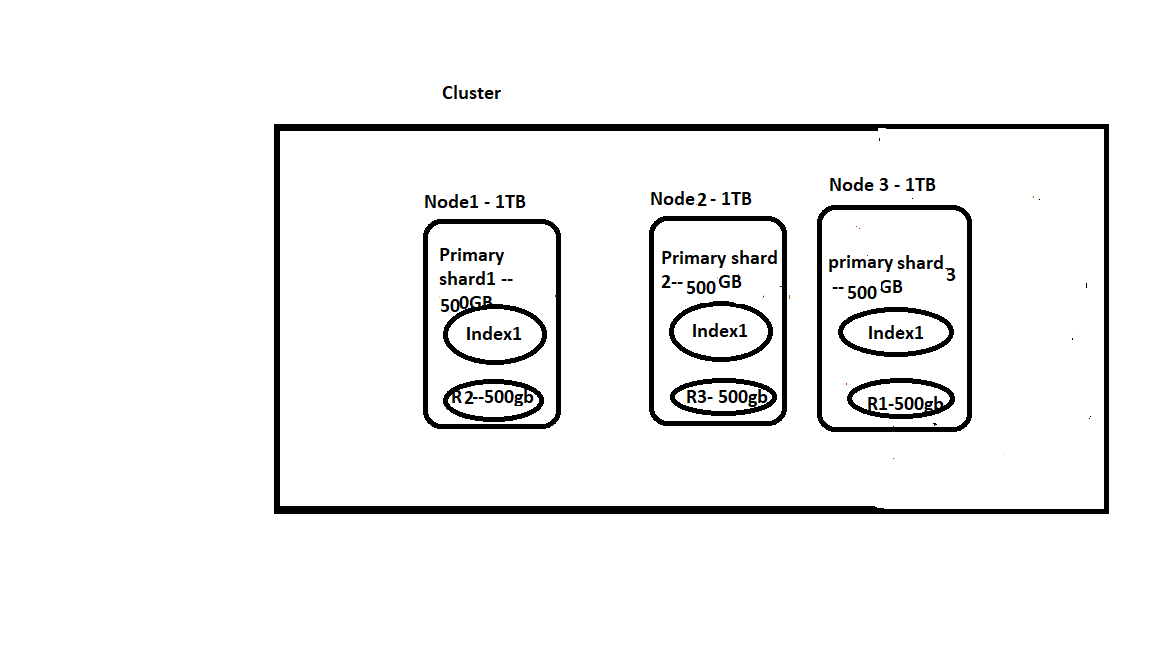 Cluster
Node1 - 1TB
Primary
shard1 --
500GB
Index1
R2--500gb
Node2 - 1TB
Primary shard
2-- 500 GB
Index1
R3- 500gb
Node 3 - 1TB
primary shard 3
-- 500 GB
Index1
R1-500gb